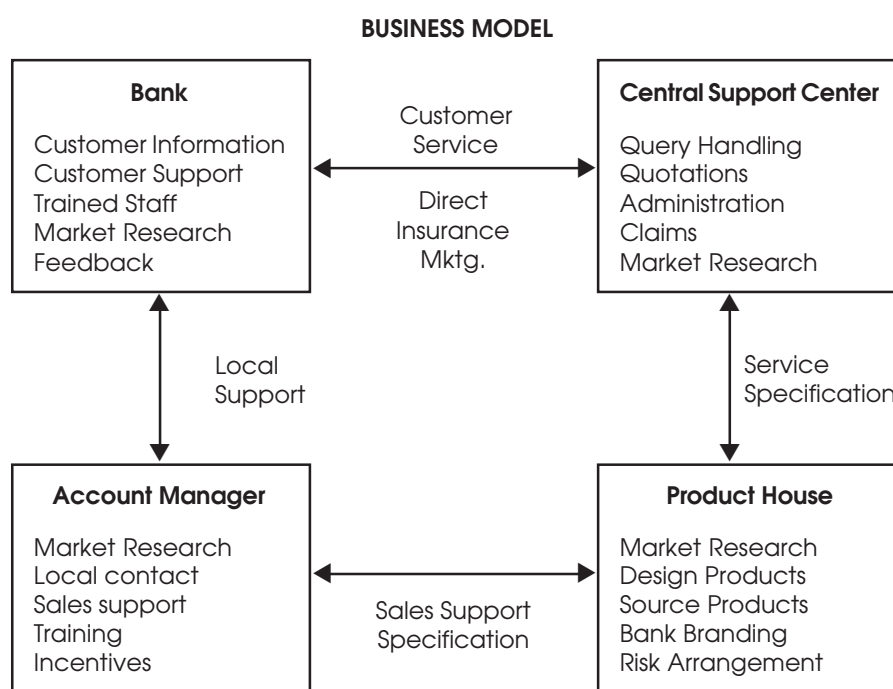 BUSINESS MODEL
Bank
Customer Information
Customer Support
Trained Staff
Market Research
Feedback
Customer
Service
Direct
Insurance
Mktg.
Central Support Center
Query Handling
Quotations
Administration
Claims
Market Research
Local
Support
Service
Specification
Account Manager
Market Research
Local contact
Sales support
Training
Incentives
Sales Support
Specification
Product House
Market Research
Design Products
Source Products
Bank Branding
Risk Arrangement